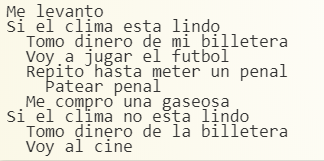 Me levanto
Si el clima esta lindo
Tomo dinero de mi billetera
Voy a jugar el futbol
Repito hasta meter un penal
Patear penal
Me compro una gaseosa
Si el clima no esta lindo
Tomo dinero de la billetera
Voy al cine